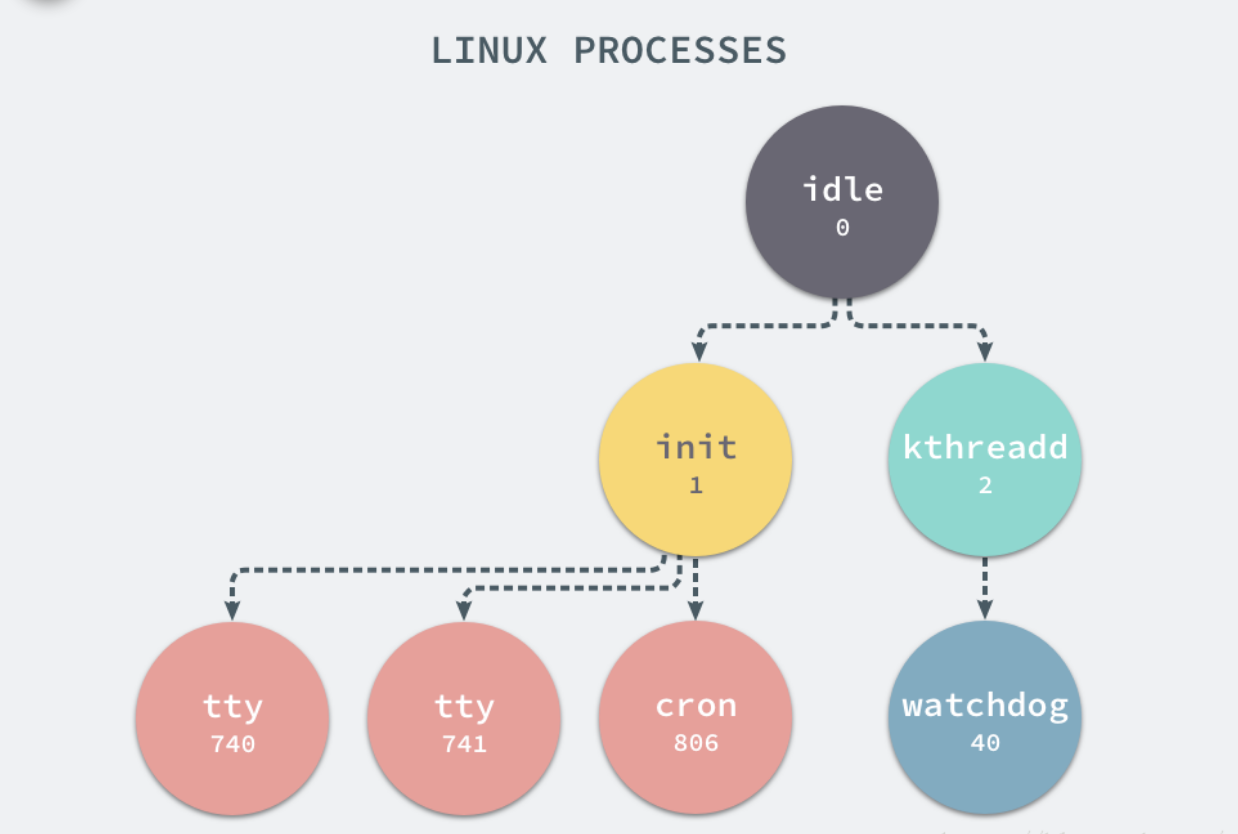 LINUX PROCESSES
idle
0
init
1
kthreadd
2
tty
740
tty
741
cron
806
watchdog
40